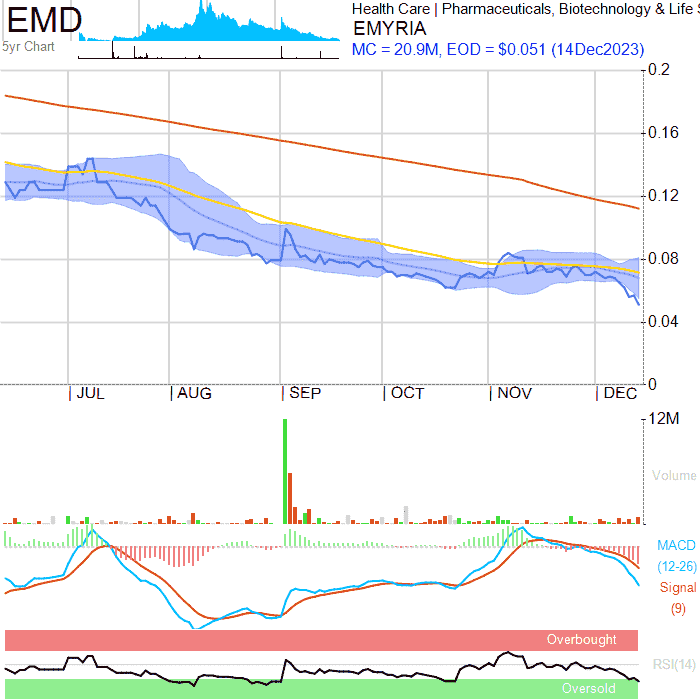 EMD
5yr Chart
Health Care | Pharmaceuticals, Biotechnology & Life S
EMYRIA
MC = 20.9M, EOD = $0.051 (14Dec2023)
0.2
0.16
0.12
0.08
0.04
0
JUL AUG SEP OCT NOV DEC
12M
Volume
MACD
(12-26)
Signal
(9)
Overbought
RSI(14)
Oversold